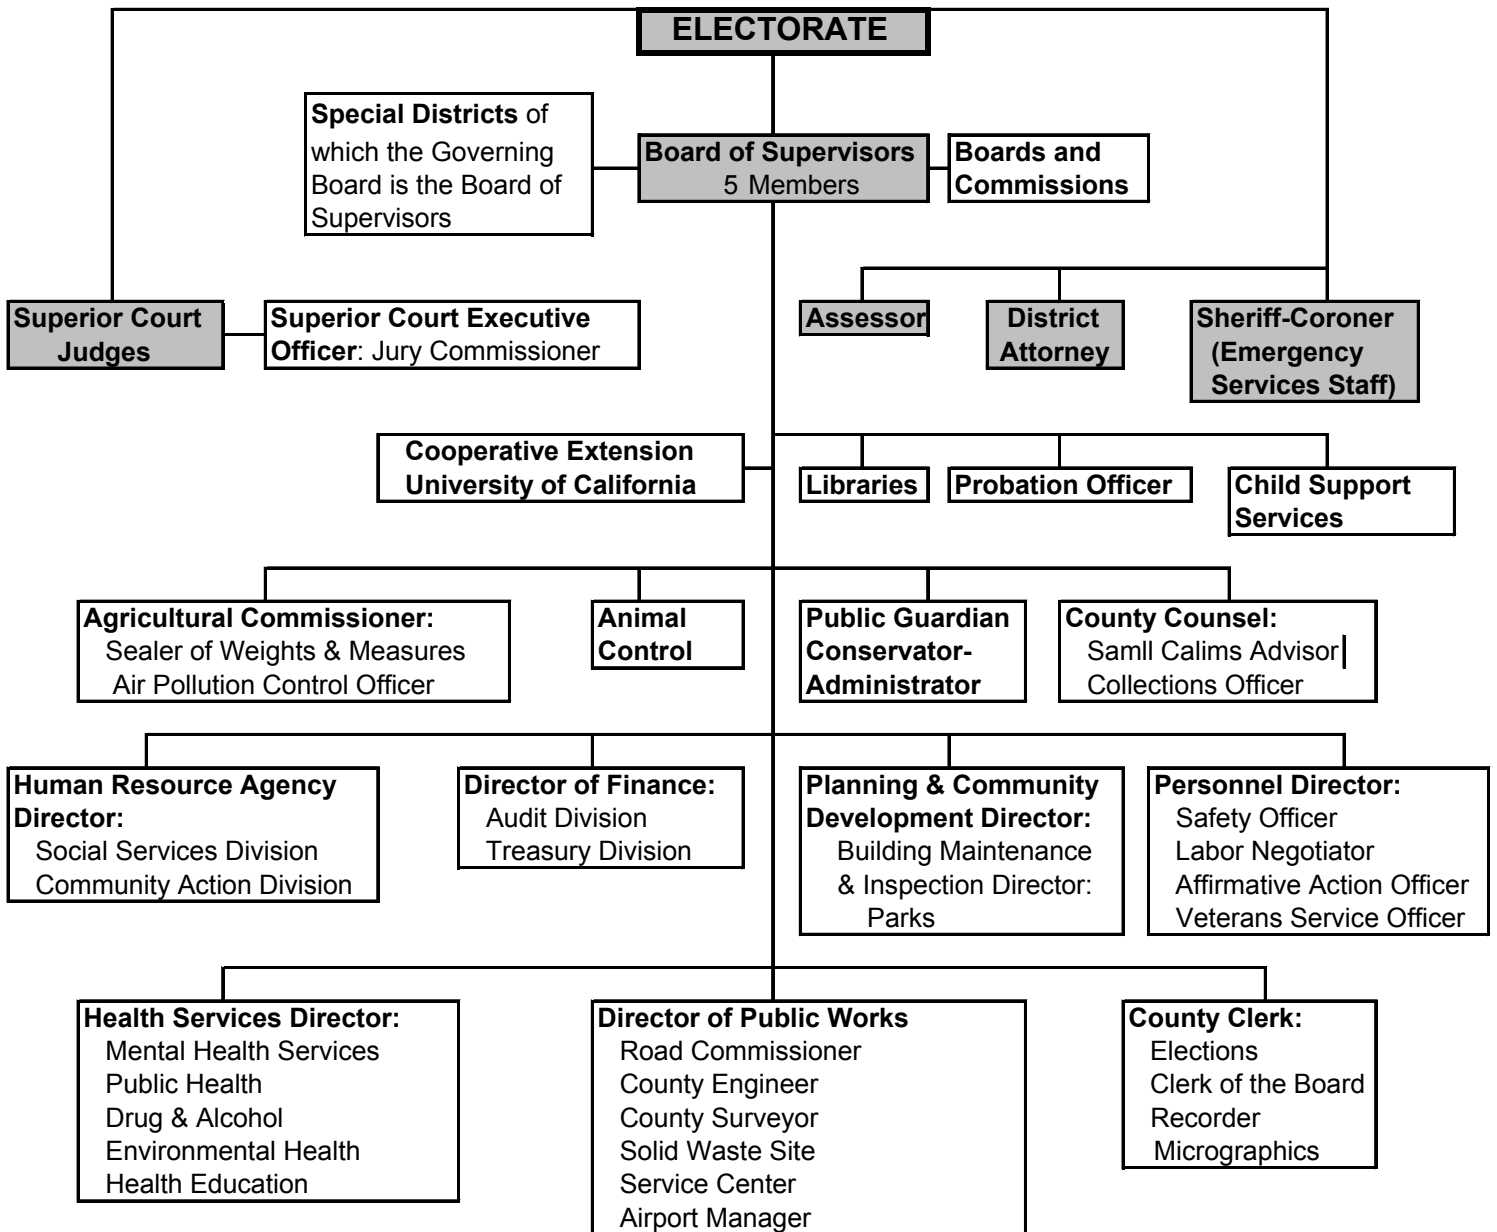 ELECTORATE
Special Districts of
which the Governing
Board is the Board of
Supervisors
Board of Supervisors
5 Members
Boards and
Commissions
Superior Court
Judges
Superior Court Executive
Officer: Jury Commissioner
Assessor
District
Attorney
Sheriff-Coroner
(Emergency
Services Staff)
Cooperative Extension
University of California
Libraries
Probation Officer
Child Support
Services
Agricultural Commissioner:
Sealer of Weights & Measures
Air Pollution Control Officer
Animal
Control
Public Guardian
Conservator-
Administrator
County Counsel:
Samll Calims Advisor
Collections Officer
Human Resource Agency
Director:
Social Services Division
Community Action Division
Director of Finance:
Audit Division
Treasury Division
Planning & Community
Development Director:
Building Maintenance
& Inspection Director:
Parks
Personnel Director:
Safety Officer
Labor Negotiator
Affirmative Action Officer
Veterans Service Officer
Health Services Director:
Mental Health Services
Public Health
Drug & Alcohol
Environmental Health
Health Education
Director of Public Works
Road Commissioner
County Engineer
County Surveyor
Solid Waste Site
Service Center
Airport Manager
County Clerk:
Elections
Clerk of the Board
Recorder
Micrographics